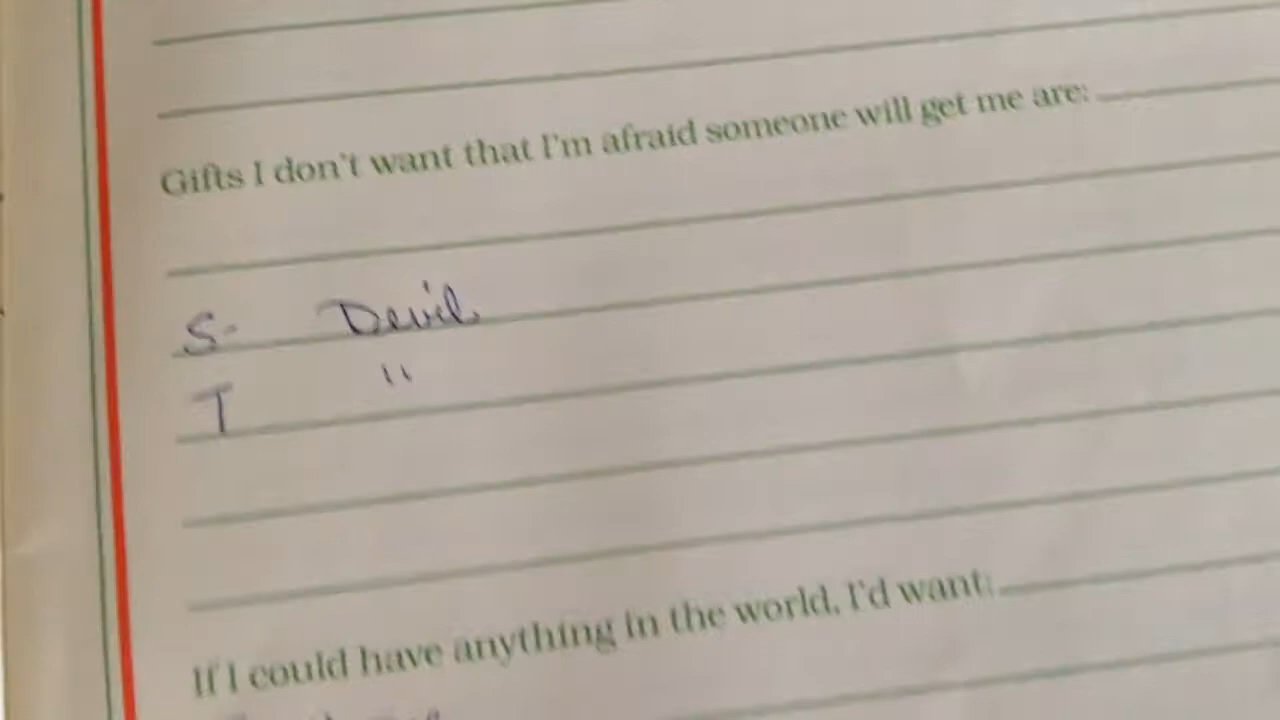 Gifts I don't want that I'm afraid someone will get me are:
S- Devil
T "
If I could have anything in the world, I'd want: